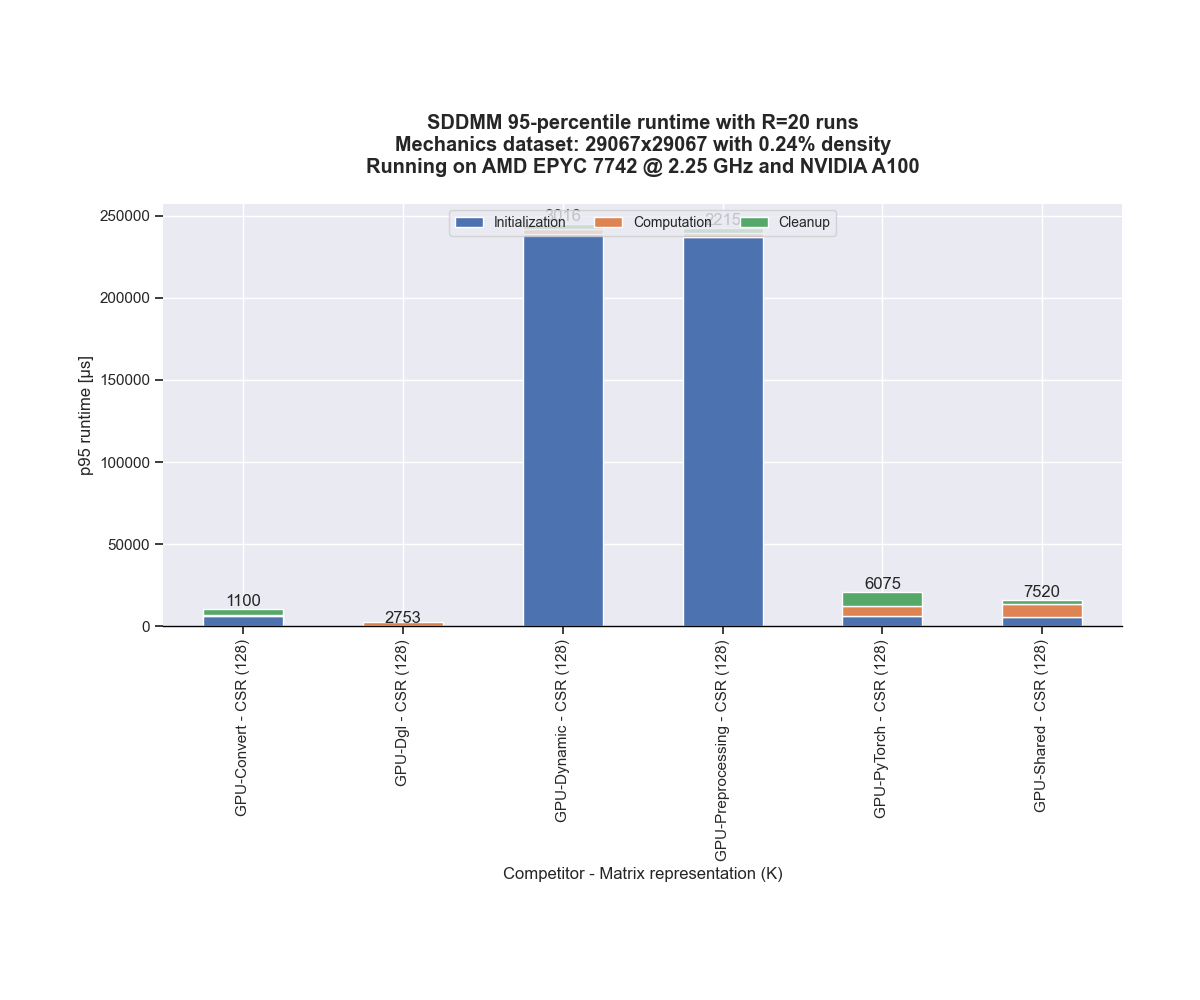 SDDMM 95-percentile runtime with R=20 runs
Mechanics dataset: 29067x29067 with 0.24% density
Running on AMD EPYC 7742 @ 2.25 GHz and NVIDIA A100
3016
2215
Initialization
Computation
Cleanup
250000
200000
150000
100000
50000
0
p95 runtime [µs]
1100
2753
6075
7520
GPU-Convert - CSR (128)
GPU-Dgl - CSR (128)
GPU-Dynamic - CSR (128)
GPU-Preprocessing - CSR (128)
GPU-PyTorch - CSR (128)
GPU-Shared - CSR (128)
Competitor - Matrix representation (K)